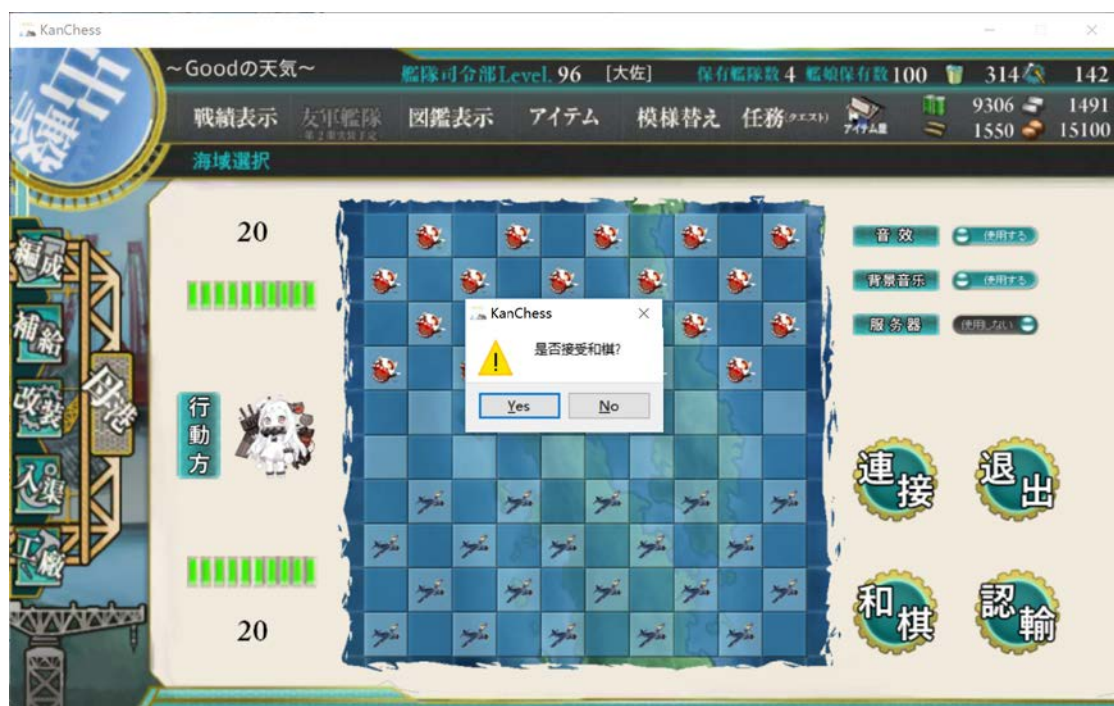 KanChess
～Goodの天気～
艦隊司令部Level. 96 [大佐] 保有艦隊数 4 艦娘保有数 100 314 142
出撃
戦績表示 友軍艦隊 図鑑表示 アイテム 模様替え 任務(クエスト) アイテム屋 9306 1491
1550 15100
海域選択
20
音效 使用する
背景音乐 使用する
服务器 使用しない
編成
補給
改装
入渠
工廠
母港
KanChess
是否接受和棋?
Yes No
行動方
連接
退出
和棋
認輸
20